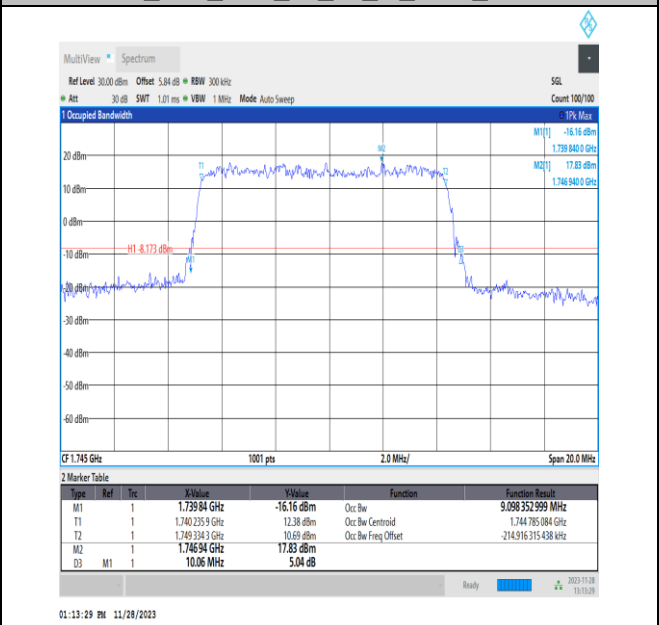 MultiView Spectrum
Ref Level 30.00 dBm Offset 5.84 dB RBW 300 kHz SGL
Att 30 dB SWT 1.01 ms VBW 1 MHz Mode Auto Sweep Count 100/100
1 Occupied Bandwidth 1Pk Max
M1[1] -16.16 dBm
1.739 840 0 GHz
M2[1] 17.83 dBm
1.746 940 0 GHz
M2
T1
T2
20 dBm
10 dBm
0 dBm
H1 -8.173 dBm
-10 dBm
M1
D3
-20 dBm
-30 dBm
-40 dBm
-50 dBm
-60 dBm
CF 1.745 GHz 1001 pts 2.0 MHz/ Span 20.0 MHz
2 Marker Table
Type Ref Trc X-Value Y-Value Function Function Result
M1 1 1.739 84 GHz -16.16 dBm Occ Bw 9.098 352 999 MHz
T1 1 1.740 235 9 GHz 12.38 dBm Occ Bw Centroid 1.744 785 084 GHz
T2 1 1.749 334 3 GHz 10.69 dBm Occ Bw Freq Offset -214.916 315 438 kHz
M2 1 1.746 94 GHz 17.83 dBm
D3 M1 1 10.06 MHz 5.04 dB
Ready 2023-11-28
13:13:29
01:13:29 PM 11/28/2023